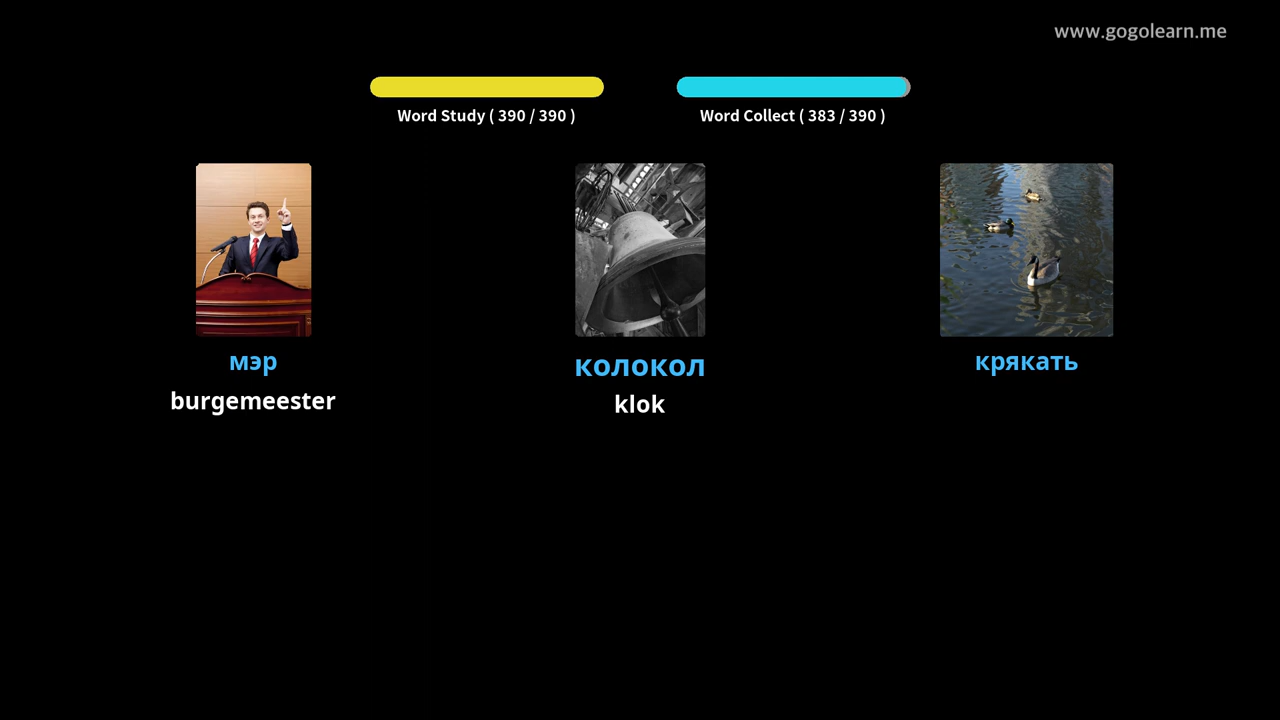 www.gogolearn.me
Word Study ( 390 / 390 )
Word Collect ( 383 / 390 )
мэр
burgemeester
колокол
klok
крякать